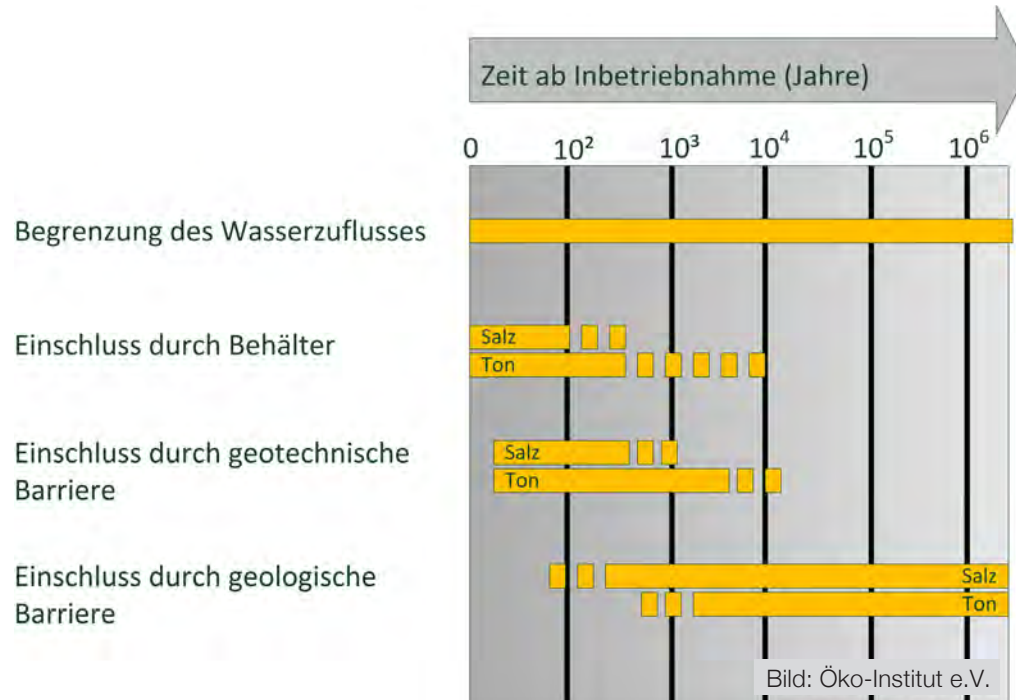 Zeit ab Inbetriebnahme (Jahre)
0 10² 10³ 10⁴ 10⁵ 10⁶
Begrenzung des Wasserzuflusses
Einschluss durch Behälter
Salz
Ton
Einschluss durch geotechnische
Barriere
Salz
Ton
Einschluss durch geologische
Barriere
Salz
Ton
Bild: Öko-Institut e.V.